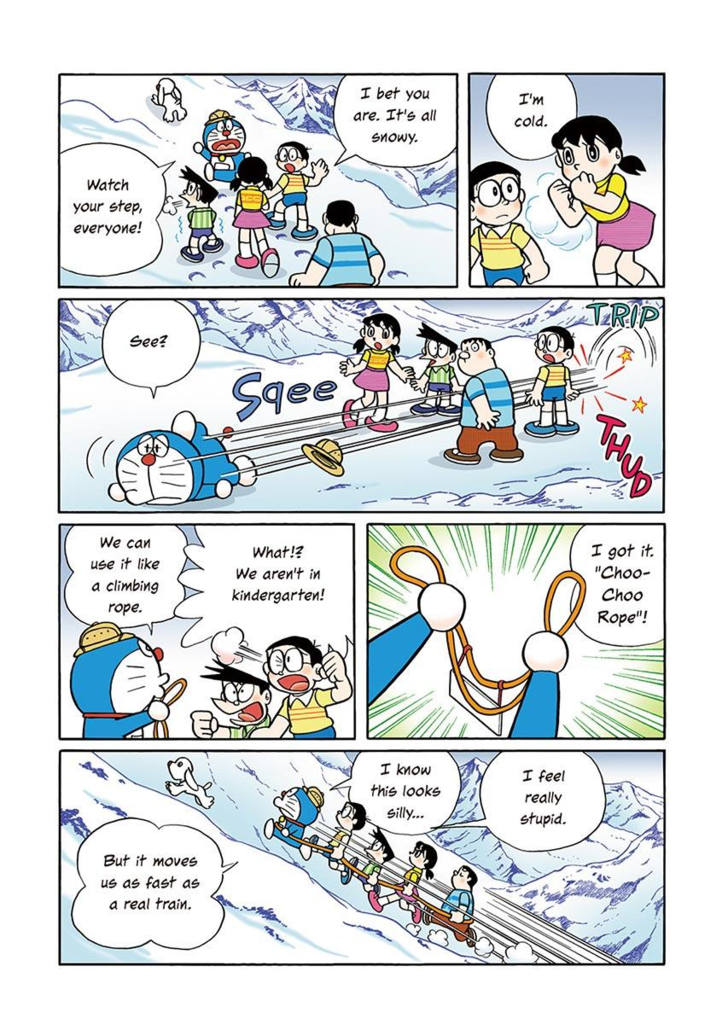 I'm
cold.
I bet you
are. It's all
snowy.
Watch
your step,
everyone!
TRIP
THUD
Sqee
See?
I got it.
"Choo-
Choo
Rope"!
What!?
We aren't in
kindergarten!
We can
use it like
a climbing
rope.
I feel
really
stupid.
I know
this looks
silly...
But it moves
us as fast as
a real train.